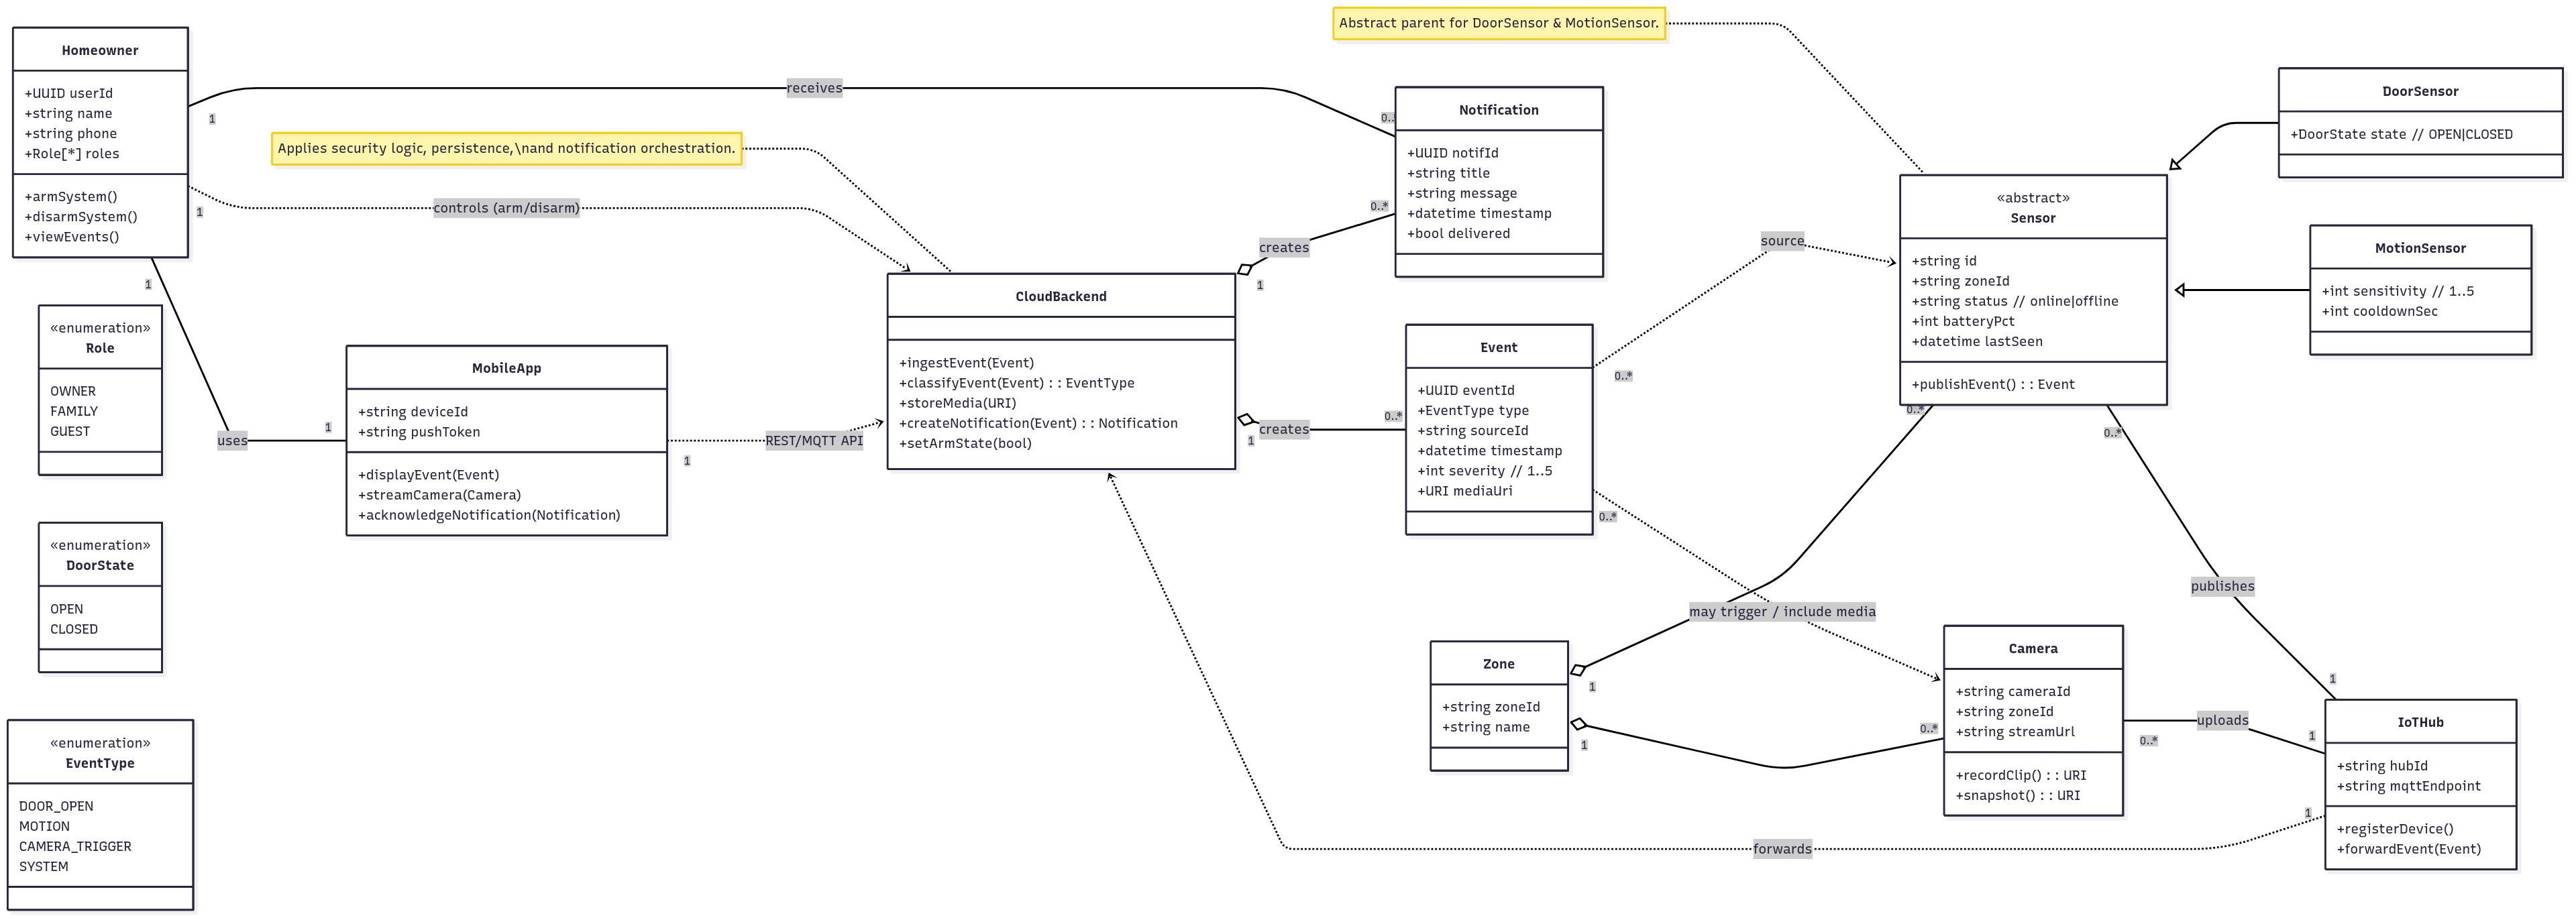 Abstract parent for DoorSensor & MotionSensor.
Homeowner
+UUID userId
+string name
+string phone
+Role[*] roles
+armSystem()
+disarmSystem()
+viewEvents()
1
receives
0..
1
controls (arm/disarm)
1
Applies security logic, persistence,\nand notification orchestration.
Notification
+UUID notifId
+string title
+string message
+datetime timestamp
+bool delivered
0..*
creates
1
DoorSensor
+DoorState state // OPEN|CLOSED
«abstract»
Sensor
+string id
+string zoneId
+string status // online|offline
+int batteryPct
+datetime lastSeen
+publishEvent() : : Event
0..*
0..*
MotionSensor
+int sensitivity // 1..5
+int cooldownSec
source
0..*
CloudBackend
+ingestEvent(Event)
+classifyEvent(Event) : : EventType
+storeMedia(URI)
+createNotification(Event) : : Notification
+setArmState(bool)
1
creates
0..*
Event
+UUID eventId
+EventType type
+string sourceId
+datetime timestamp
+int severity // 1..5
+URI mediaUri
0..*
«enumeration»
Role
OWNER
FAMILY
GUEST
uses
1
MobileApp
+string deviceId
+string pushToken
+displayEvent(Event)
+streamCamera(Camera)
+acknowledgeNotification(Notification)
1
REST/MQTT API
«enumeration»
DoorState
OPEN
CLOSED
may trigger / include media
publishes
1
Zone
+string zoneId
+string name
1
1
0..*
Camera
+string cameraId
+string zoneId
+string streamUrl
+recordClip() : : URI
+snapshot() : : URI
0..*
uploads
1
IoTHub
+string hubId
+string mqttEndpoint
+registerDevice()
+forwardEvent(Event)
1
forwards
«enumeration»
EventType
DOOR_OPEN
MOTION
CAMERA_TRIGGER
SYSTEM